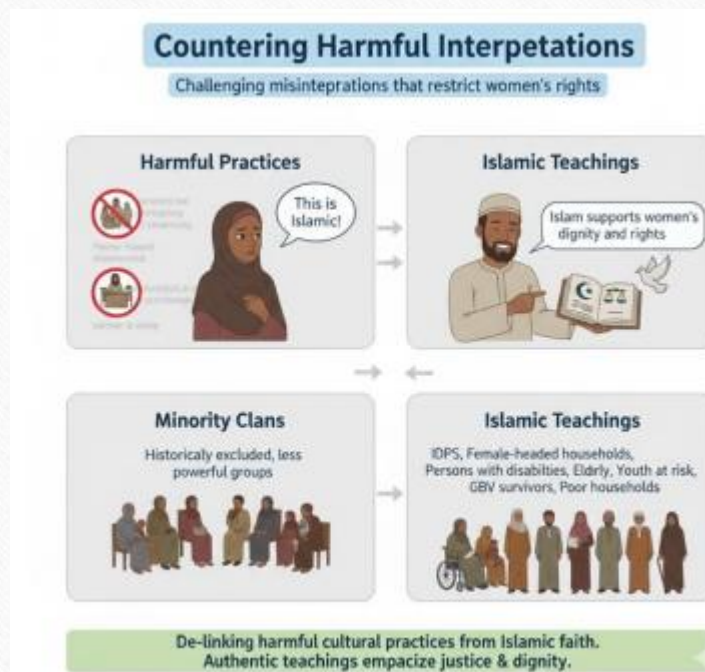 Countering Harmful Interpetations
Challenging misinteprations that restrict women's rights
Harmful Practices
This is
Islamic!
Islamic Teachings
Islam supports women's
dignity and rights
Minority Clans
Historicaly excluded, less
powerful groups
Islamic Teachings
IDPS, Female-headed households,
Persons with disabilties, Eldrly, Youth at risk,
GBV survivors, Poor households
De-linking harmful cultural practices from Islamic faith.
Authentic teachings empacize justice & dignity.